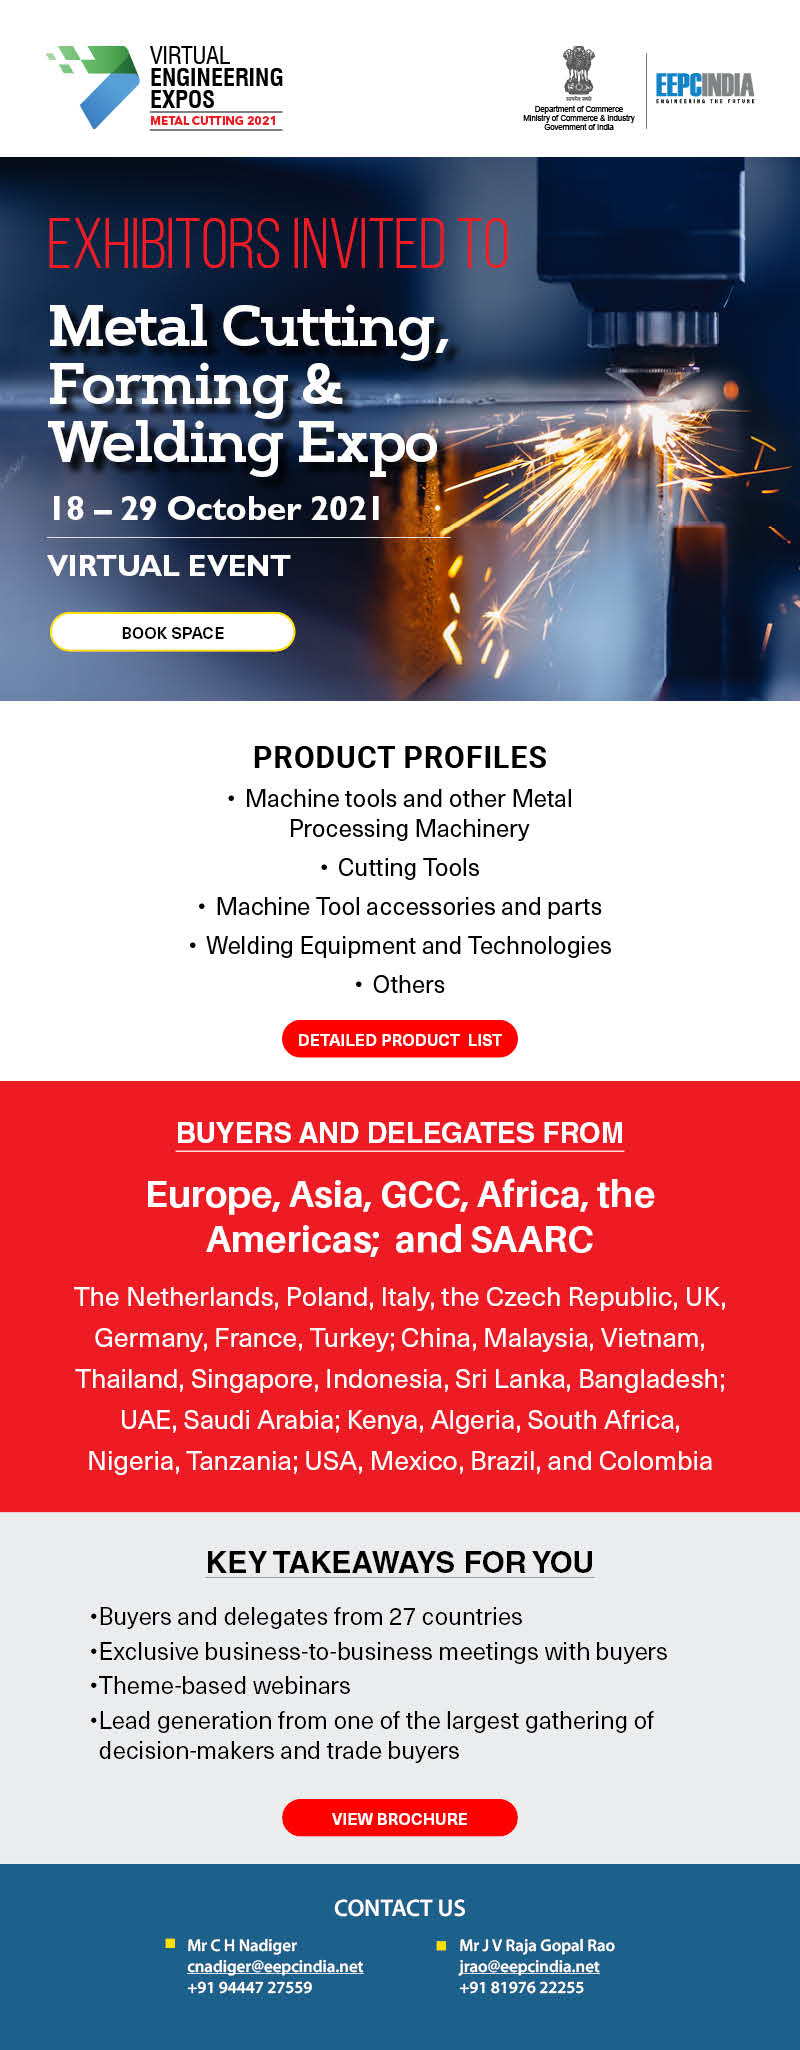 VIRTUAL
ENGINEERING
EXPOS
METAL CUTTING 2021
सत्यमेव जयते
Department of Commerce
Ministry of Commerce & Industry
Government of India
EEPCINDIA
ENGINEERING THE FUTURE
EXHIBITORS INVITED TO
Metal Cutting,
Forming &
Welding Expo
18 – 29 October 2021
VIRTUAL EVENT
BOOK SPACE
PRODUCT PROFILES
• Machine tools and other Metal
Processing Machinery
• Cutting Tools
• Machine Tool accessories and parts
• Welding Equipment and Technologies
• Others
DETAILED PRODUCT LIST
BUYERS AND DELEGATES FROM
Europe, Asia, GCC, Africa, the
Americas; and SAARC
The Netherlands, Poland, Italy, the Czech Republic, UK,
Germany, France, Turkey; China, Malaysia, Vietnam,
Thailand, Singapore, Indonesia, Sri Lanka, Bangladesh;
UAE, Saudi Arabia; Kenya, Algeria, South Africa,
Nigeria, Tanzania; USA, Mexico, Brazil, and Colombia
KEY TAKEAWAYS FOR YOU
•Buyers and delegates from 27 countries
•Exclusive business-to-business meetings with buyers
•Theme-based webinars
•Lead generation from one of the largest gathering of
decision-makers and trade buyers
VIEW BROCHURE
CONTACT US
Mr C H Nadiger
cnadiger@eepcindia.net
+91 94447 27559
Mr J V Raja Gopal Rao
jrao@eepcindia.net
+91 81976 22255